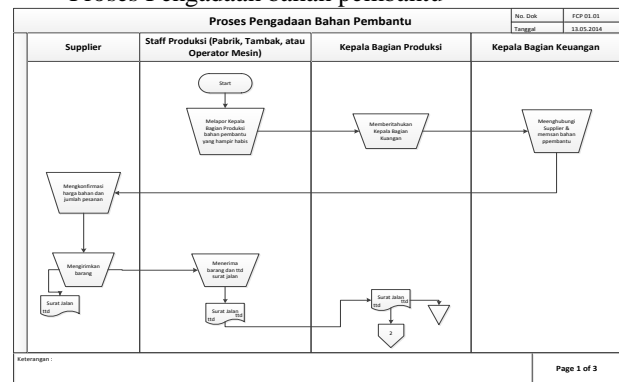 Proses Pengadaan bahan pembantu
Proses Pengadaan Bahan Pembantu
No. Dok
FCP 01.01
Tanggal
13.05.2014
Supplier
Staff Produksi (Pabrik, Tambak, atau
Operator Mesin)
Kepala Bagian Produksi
Kepala Bagian Keuangan
Start
Melapor Kepala
Bagian Produksi
bahan pembantu
yang hampir habis
Memberitahukan
Kepala Bagian
Kuangan
Meenghubungi
Supplier &
memsan bahan
ppembantu
Mengkonfirmasi
harga bahan dan
jumlah pesanan
Mengirimkan
barang
Menerima
barang dan ttd
surat jalan
Surat Jalan
ttd
Surat Jalan
ttd
ttd
Surat Jalan
ttd
ttd
2
Keterangan :
Page 1 of 3